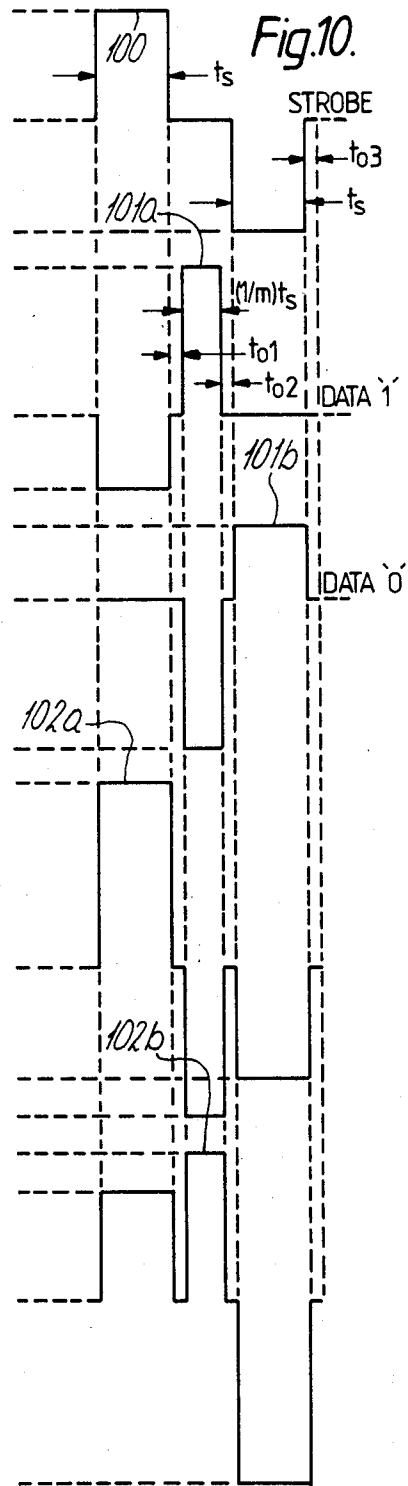 Fig.10.
100
ts
STROBE
to3
ts
101a
(1/m)ts
to1
to2
DATA '1'
101b
DATA '0'
102a
102b